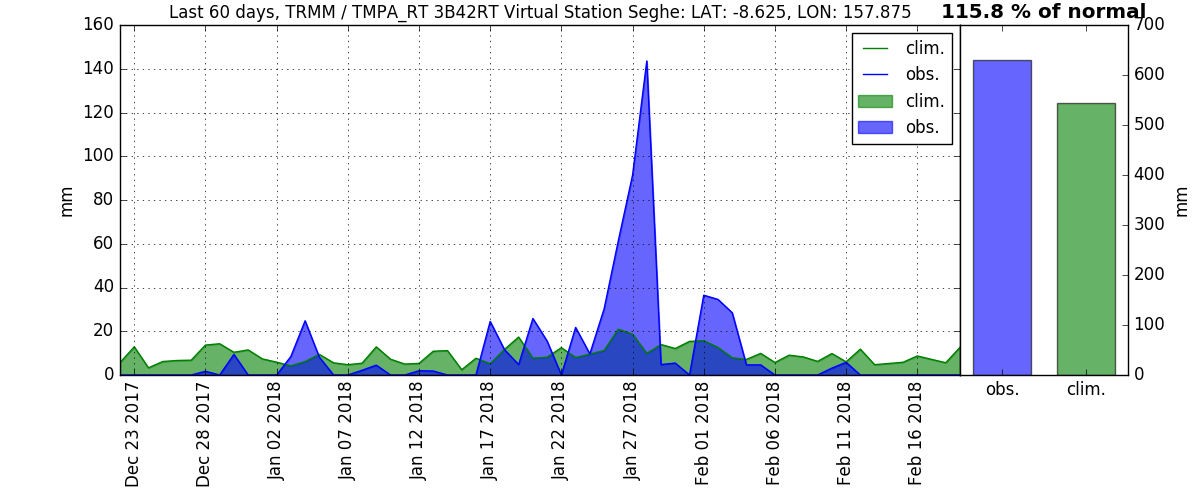 Last 60 days, TRMM / TMPA_RT 3B42RT Virtual Station Seghe: LAT: -8.625, LON: 157.875
115.8 % of normal
160
140
120
100
80
60
40
20
0
mm
clim.
obs.
clim.
obs.
Dec 23 2017
Dec 28 2017
Jan 02 2018
Jan 07 2018
Jan 12 2018
Jan 17 2018
Jan 22 2018
Jan 27 2018
Feb 01 2018
Feb 06 2018
Feb 11 2018
Feb 16 2018
700
600
500
400
300
200
100
0
mm
obs.
clim.